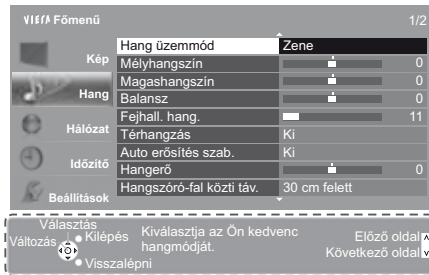 VIERA Főmenü 1/2
Kép
Hang
Hálózat
Időzítő
Beállítások
Hang üzemmód Zene
Mélyhangszín 0
Magashangszín 0
Balansz 0
Fejhall. hang. 11
Térhangzás Ki
Auto erősítés szab. Ki
Hangerő 0
Hangszóró-fal közti táv. 30 cm felett
Választás
Változás
Kilépés
Visszalépni
Kiválasztja az Ön kedvenc
hangmódját.
Előző oldal
Következő oldal